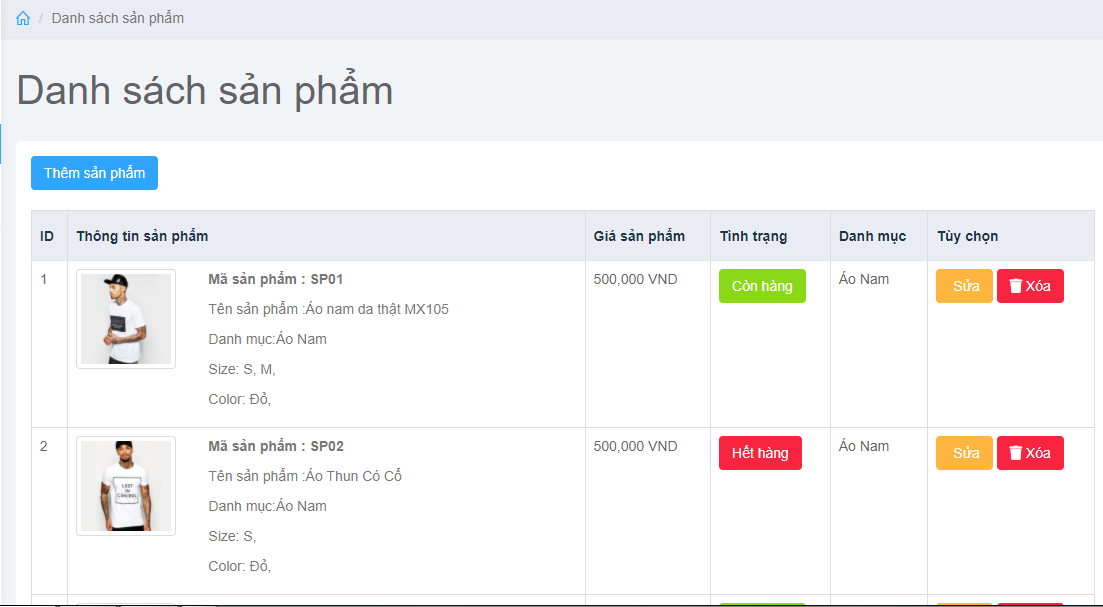 / Danh sách sản phẩm
Danh sách sản phẩm
Thêm sản phẩm
ID Thông tin sản phẩm Giá sản phẩm Tình trạng Danh mục Tùy chọn
1 Mã sản phẩm : SP01 500,000 VND Còn hàng Áo Nam Sửa Xóa
Tên sản phẩm :Áo nam da thật MX105
Danh mục:Áo Nam
Size: S, M,
Color: Đỏ,
2 Mã sản phẩm : SP02 500,000 VND Hết hàng Áo Nam Sửa Xóa
Tên sản phẩm :Áo Thun Có Cổ
LOST
IN
CONTROL
Danh mục:Áo Nam
Size: S,
Color: Đỏ,